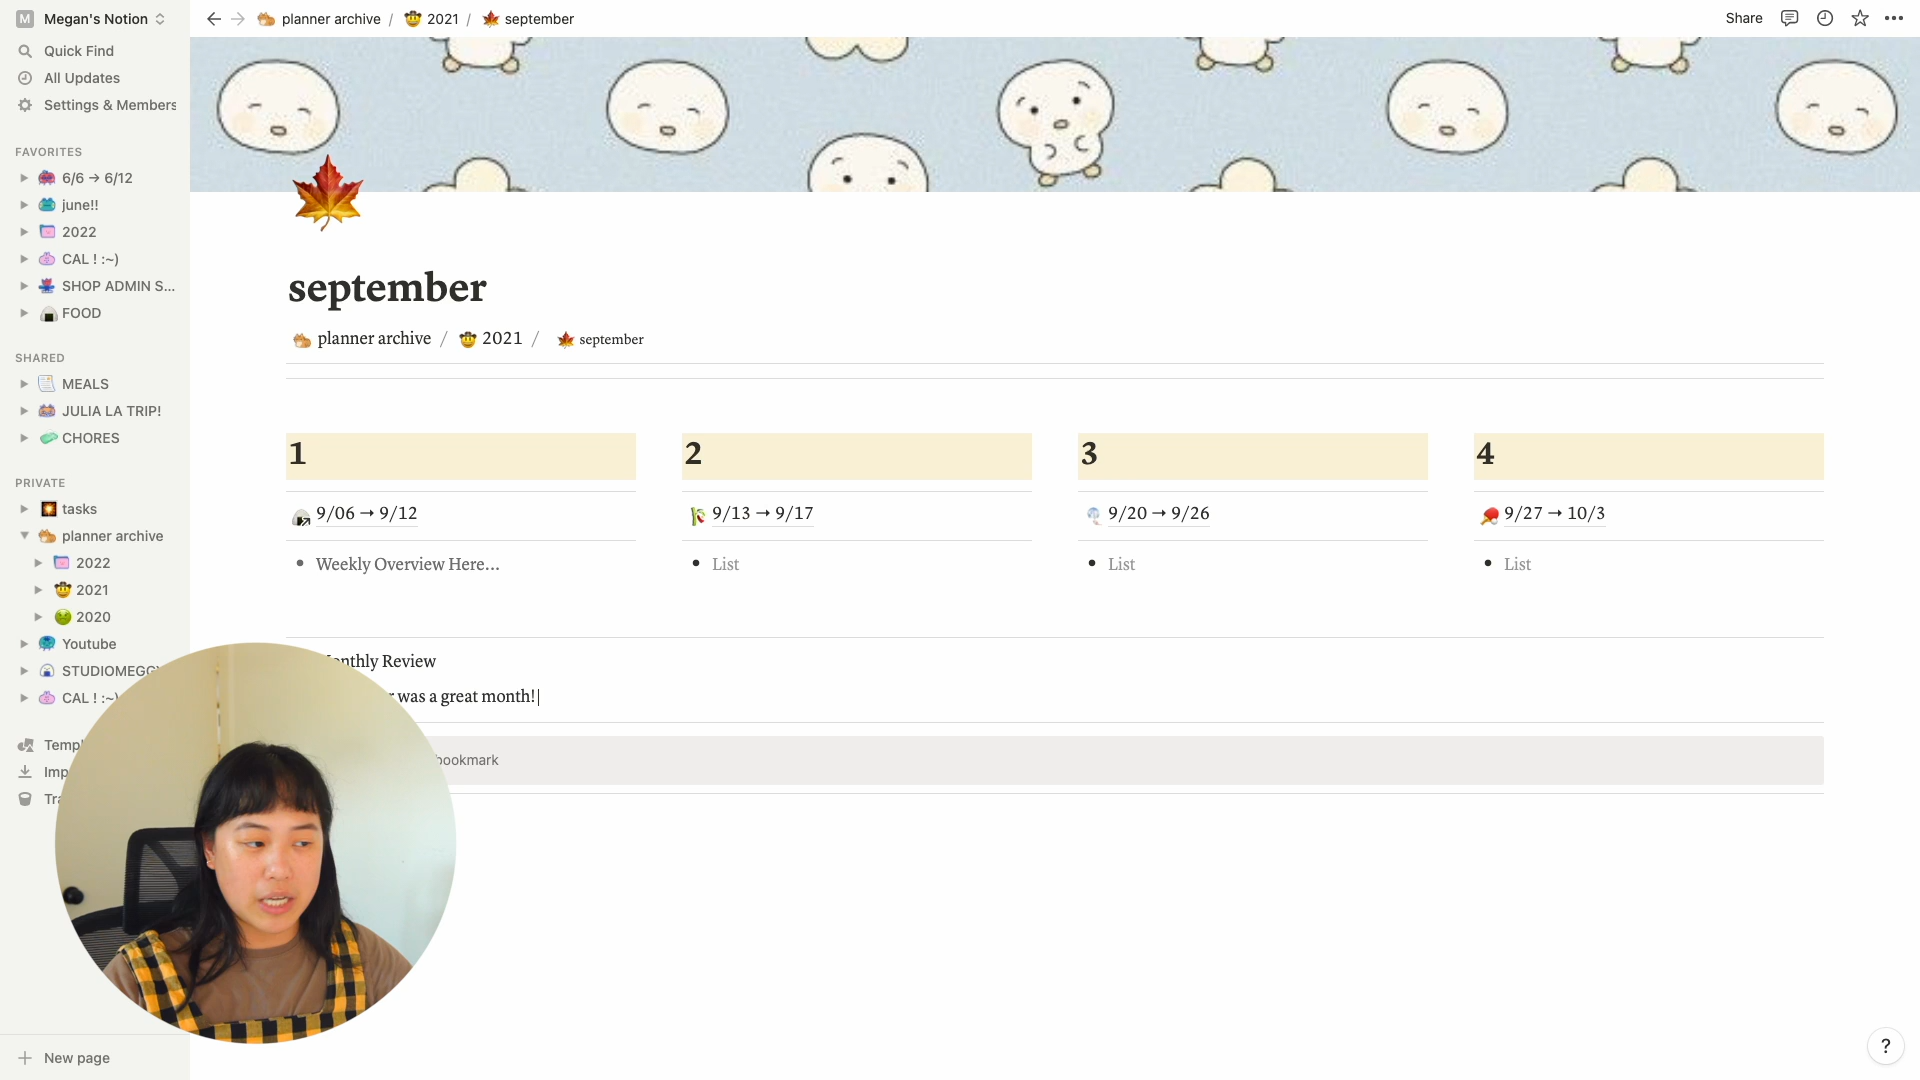 M Megan's Notion
planner archive / 2021 / september
Share
Quick Find
All Updates
Settings & Members
FAVORITES
6/6 → 6/12
june!!
2022
CAL ! :~)
SHOP ADMIN S...
FOOD
SHARED
MEALS
JULIA LA TRIP!
CHORES
PRIVATE
tasks
planner archive
2022
2021
2020
Youtube
CAL ! :~)
New page
september
planner archive / 2021 / september
1
2
3
4
9/06 → 9/12
9/13 → 9/17
9/20 → 9/26
9/27 → 10/3
• Weekly Overview Here...
• List
• List
• List
Review
was a great month!
bookmark
?